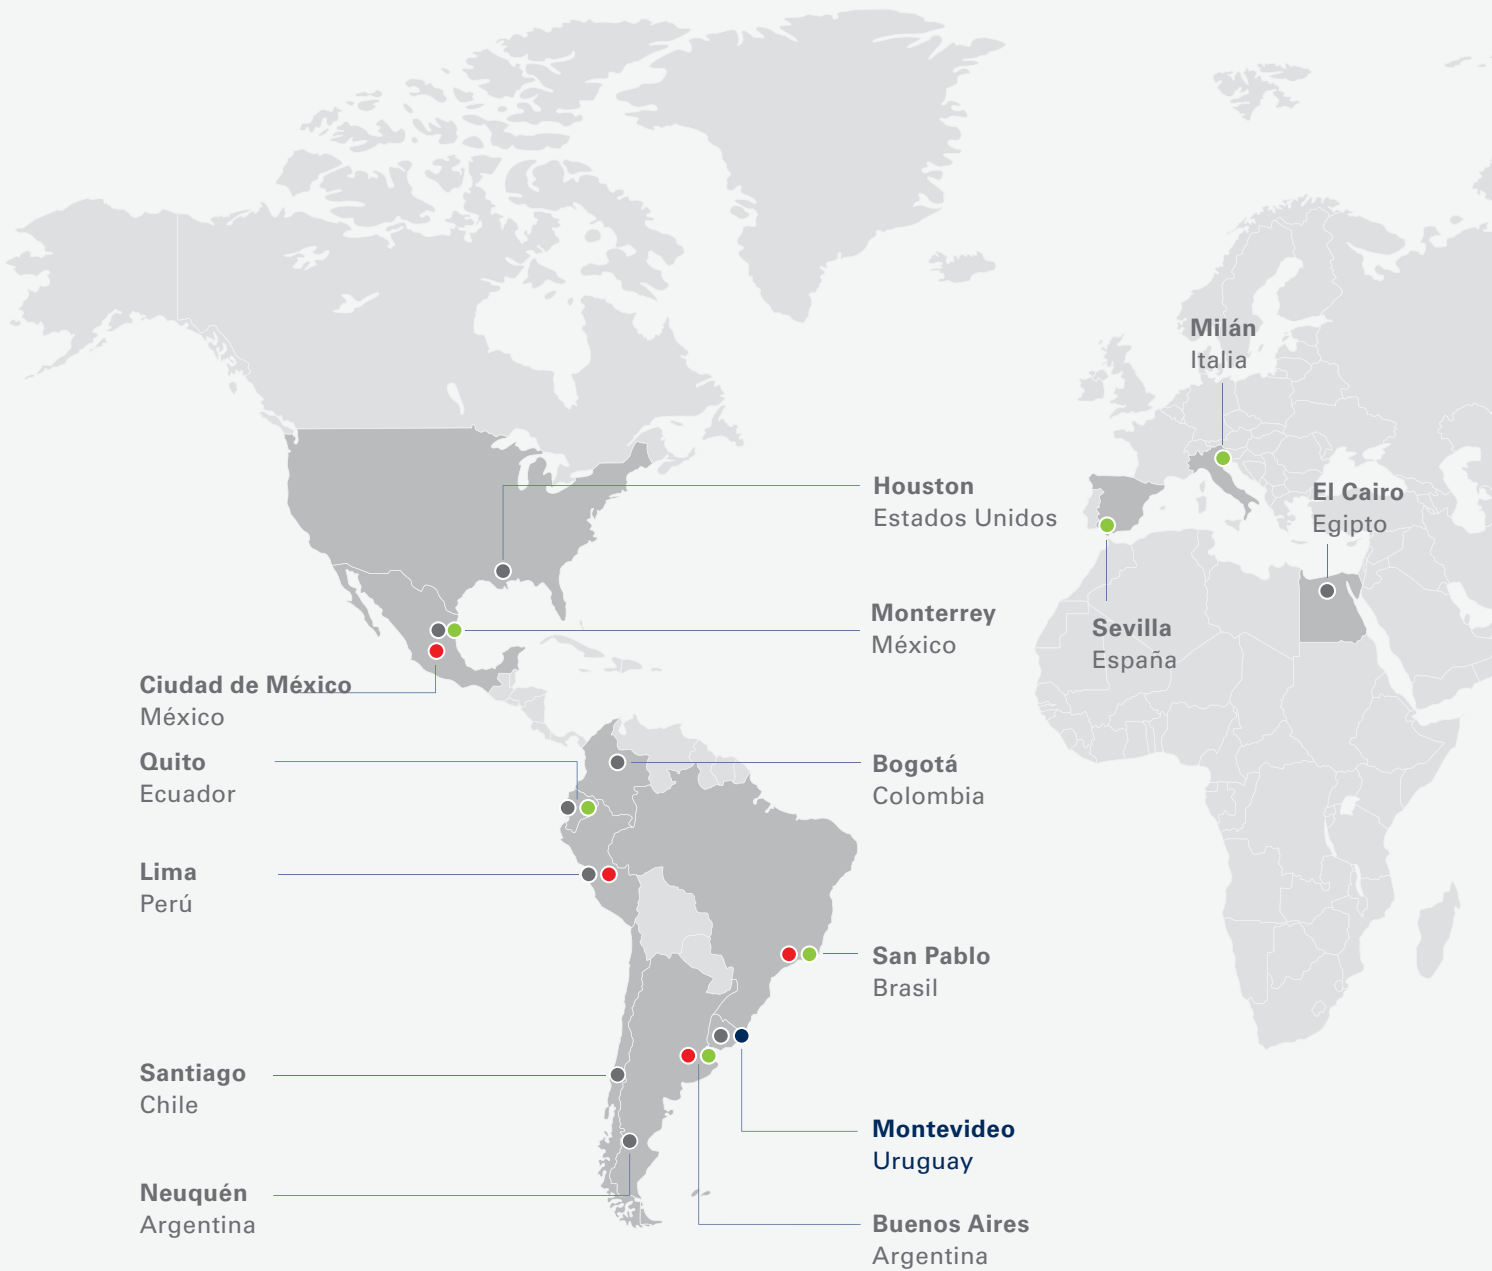 Milán
Italia
Houston
Estados Unidos
El Cairo
Egipto
Monterrey
México
Sevilla
España
Ciudad de México
México
Quito
Ecuador
Bogotá
Colombia
Lima
Perú
San Pablo
Brasil
Santiago
Chile
Montevideo
Uruguay
Neuquén
Argentina
Buenos Aires
Argentina